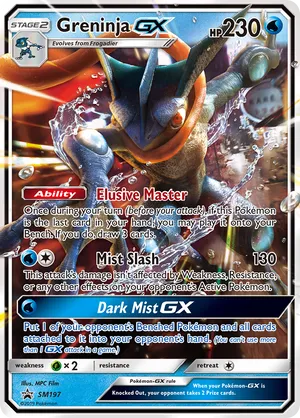 STAGE 2 Greninja GX HP230
Evolves from Frogadier
Ability Elusive Master
Once during your turn (before your attack), if this Pokémon
is the last card in your hand, you may play it onto your
Bench. If you do, draw 3 cards.
Mist Slash 130
This attack's damage isn't affected by Weakness, Resistance,
or any other effects on your opponent's Active Pokémon.
Dark Mist GX
Put 1 of your opponent's Benched Pokémon and all cards
attached to it into your opponent's hand. (You can't use more
than 1 GX attack in a game.)
weakness ×2 resistance retreat
Illus. MPC Film
Pokémon-GX rule
When your Pokémon-GX is
Knocked Out, your opponent takes 2 Prize cards.
PROMO SM197
©2019 Pokémon